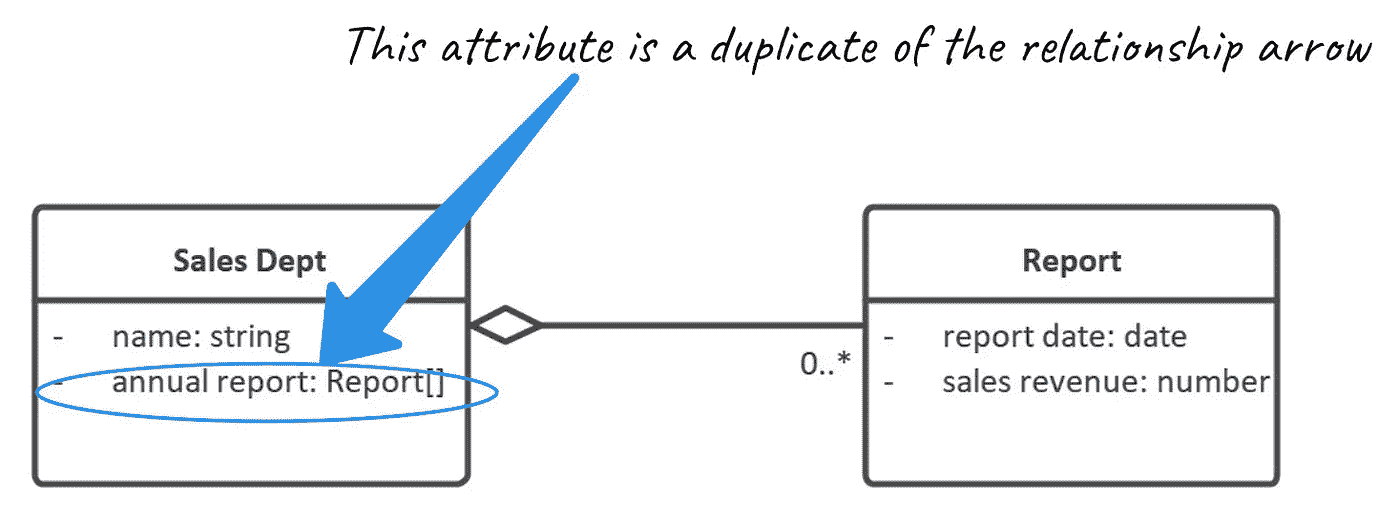 This attribute is a duplicate of the relationship arrow
Sales Dept
- name: string
- annual report: Report[]
0..*
Report
- report date: date
- sales revenue: number